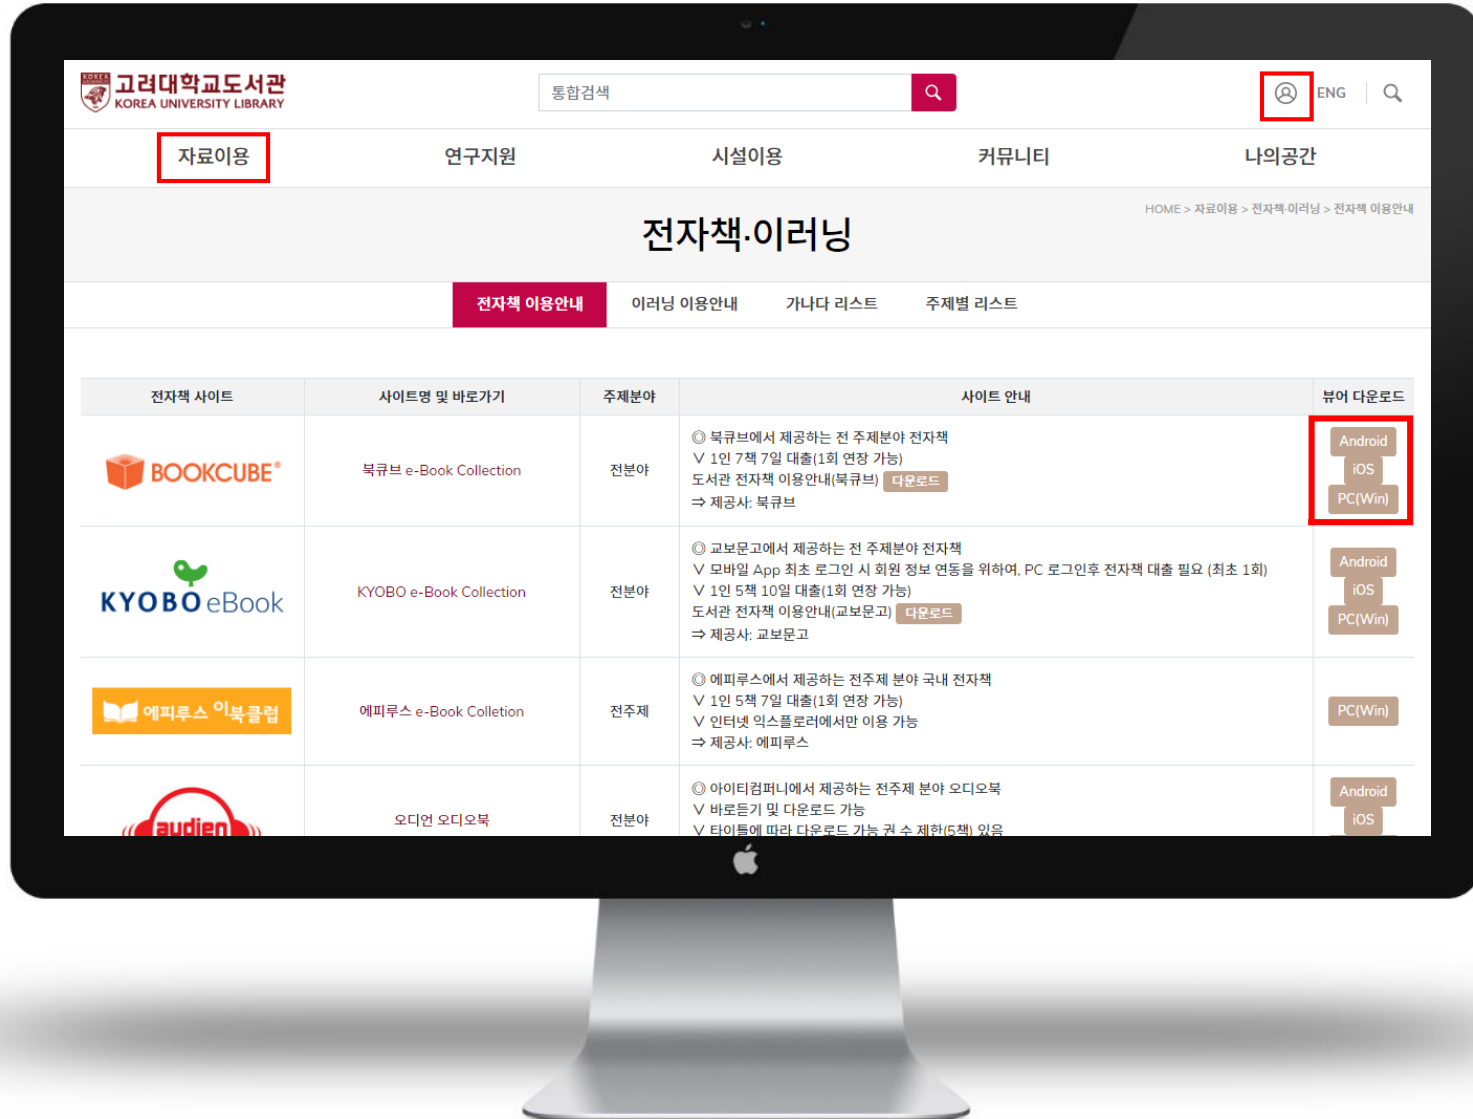 KOREA
고려대학교도서관
KOREA UNIVERSITY LIBRARY
통합검색
ENG
자료이용
연구지원
시설이용
커뮤니티
나의공간
HOME > 자료이용 > 전자책·이러닝 > 전자책 이용안내
전자책·이러닝
전자책 이용안내
이러닝 이용안내
가나다 리스트
주제별 리스트
전자책 사이트
사이트명 및 바로가기
주제분야
사이트 안내
뷰어 다운로드
BOOKCUBE®
북큐브 e-Book Collection
전분야
◎ 북큐브에서 제공하는 전 주제분야 전자책
∨ 1인 7책 7일 대출(1회 연장 가능)
도서관 전자책 이용안내(북큐브) 다운로드
⇒ 제공사: 북큐브
Android
iOS
PC(Win)
KYOBO eBook
KYOBO e-Book Collection
전분야
◎ 교보문고에서 제공하는 전 주제분야 전자책
∨ 모바일 App 최초 로그인 시 회원 정보 연동을 위하여, PC 로그인후 전자책 대출 필요 (최초 1회)
∨ 1인 5책 10일 대출(1회 연장 가능)
도서관 전자책 이용안내(교보문고) 다운로드
⇒ 제공사: 교보문고
Android
iOS
PC(Win)
에피루스 이북클럽
에피루스 e-Book Colletion
전주제
◎ 에피루스에서 제공하는 전주제 분야 국내 전자책
∨ 1인 5책 7일 대출(1회 연장 가능)
∨ 인터넷 익스플로러에서만 이용 가능
⇒ 제공사: 에피루스
PC(Win)
audien
오디언 오디오북
전분야
◎ 아이티컴퍼니에서 제공하는 전주제 분야 오디오북
∨ 바로듣기 및 다운로드 가능
∨ 타이틀에 따라 다운로드 가능 권 수 제한(5책) 있음
Android
iOS